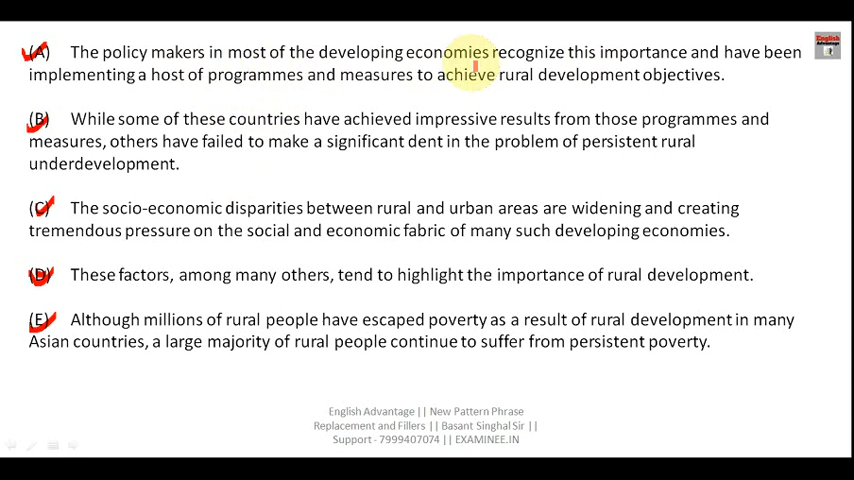 (A) The policy makers in most of the developing economies recognize this importance and have been
implementing a host of programmes and measures to achieve rural development objectives.
(B) While some of these countries have achieved impressive results from those programmes and
measures, others have failed to make a significant dent in the problem of persistent rural
underdevelopment.
(C) The socio-economic disparities between rural and urban areas are widening and creating
tremendous pressure on the social and economic fabric of many such developing economies.
(D) These factors, among many others, tend to highlight the importance of rural development.
(E) Although millions of rural people have escaped poverty as a result of rural development in many
Asian countries, a large majority of rural people continue to suffer from persistent poverty.
English Advantage || New Pattern Phrase
Replacement and Fillers || Basant Singhal Sir ||
Support - 7999407074 || EXAMINEE.IN
English
Advantage